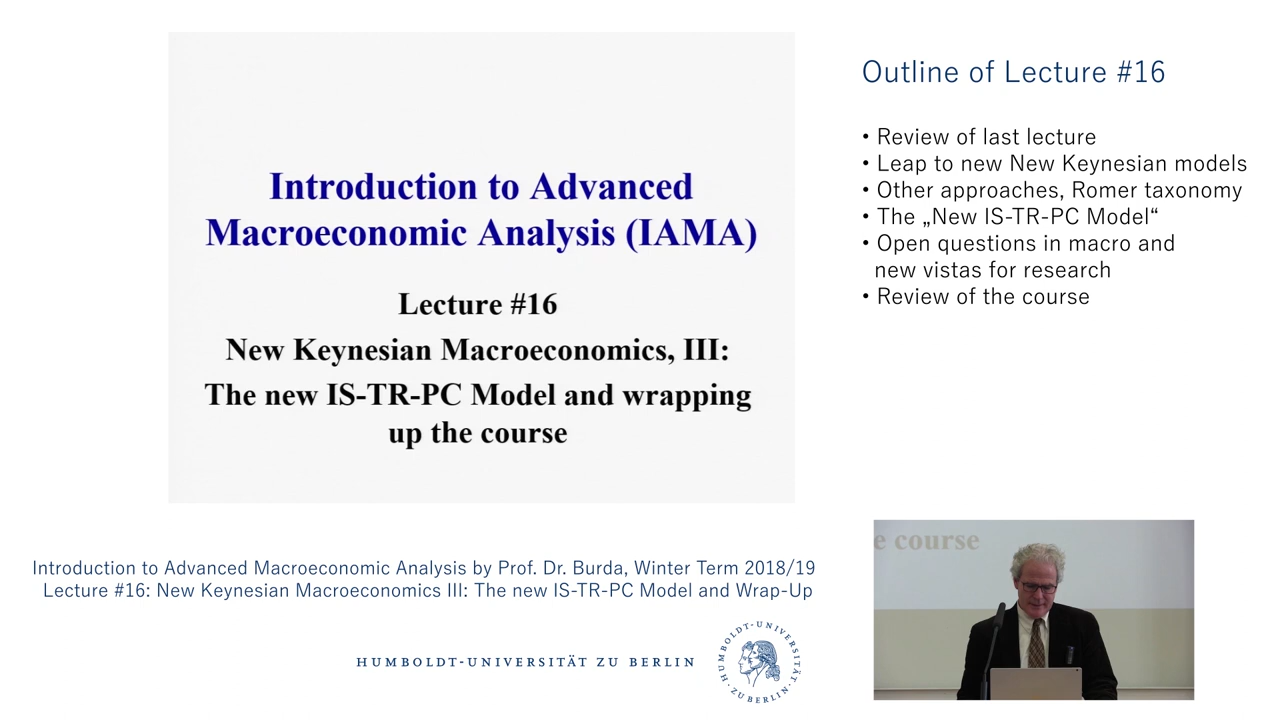 Introduction to Advanced
Macroeconomic Analysis (IAMA)
Lecture #16
New Keynesian Macroeconomics, III:
The new IS-TR-PC Model and wrapping
up the course
Outline of Lecture #16
• Review of last lecture
• Leap to new New Keynesian models
• Other approaches, Romer taxonomy
• The „New IS-TR-PC Model“
• Open questions in macro and
new vistas for research
• Review of the course
e course
Introduction to Advanced Macroeconomic Analysis by Prof. Dr. Burda, Winter Term 2018/19
Lecture #16: New Keynesian Macroeconomics III: The new IS-TR-PC Model and Wrap-Up
HUMBOLDT-UNIVERSITÄT ZU BERLIN
HUMBOLDT-UNIVERSITÄT · ZU BERLIN ·